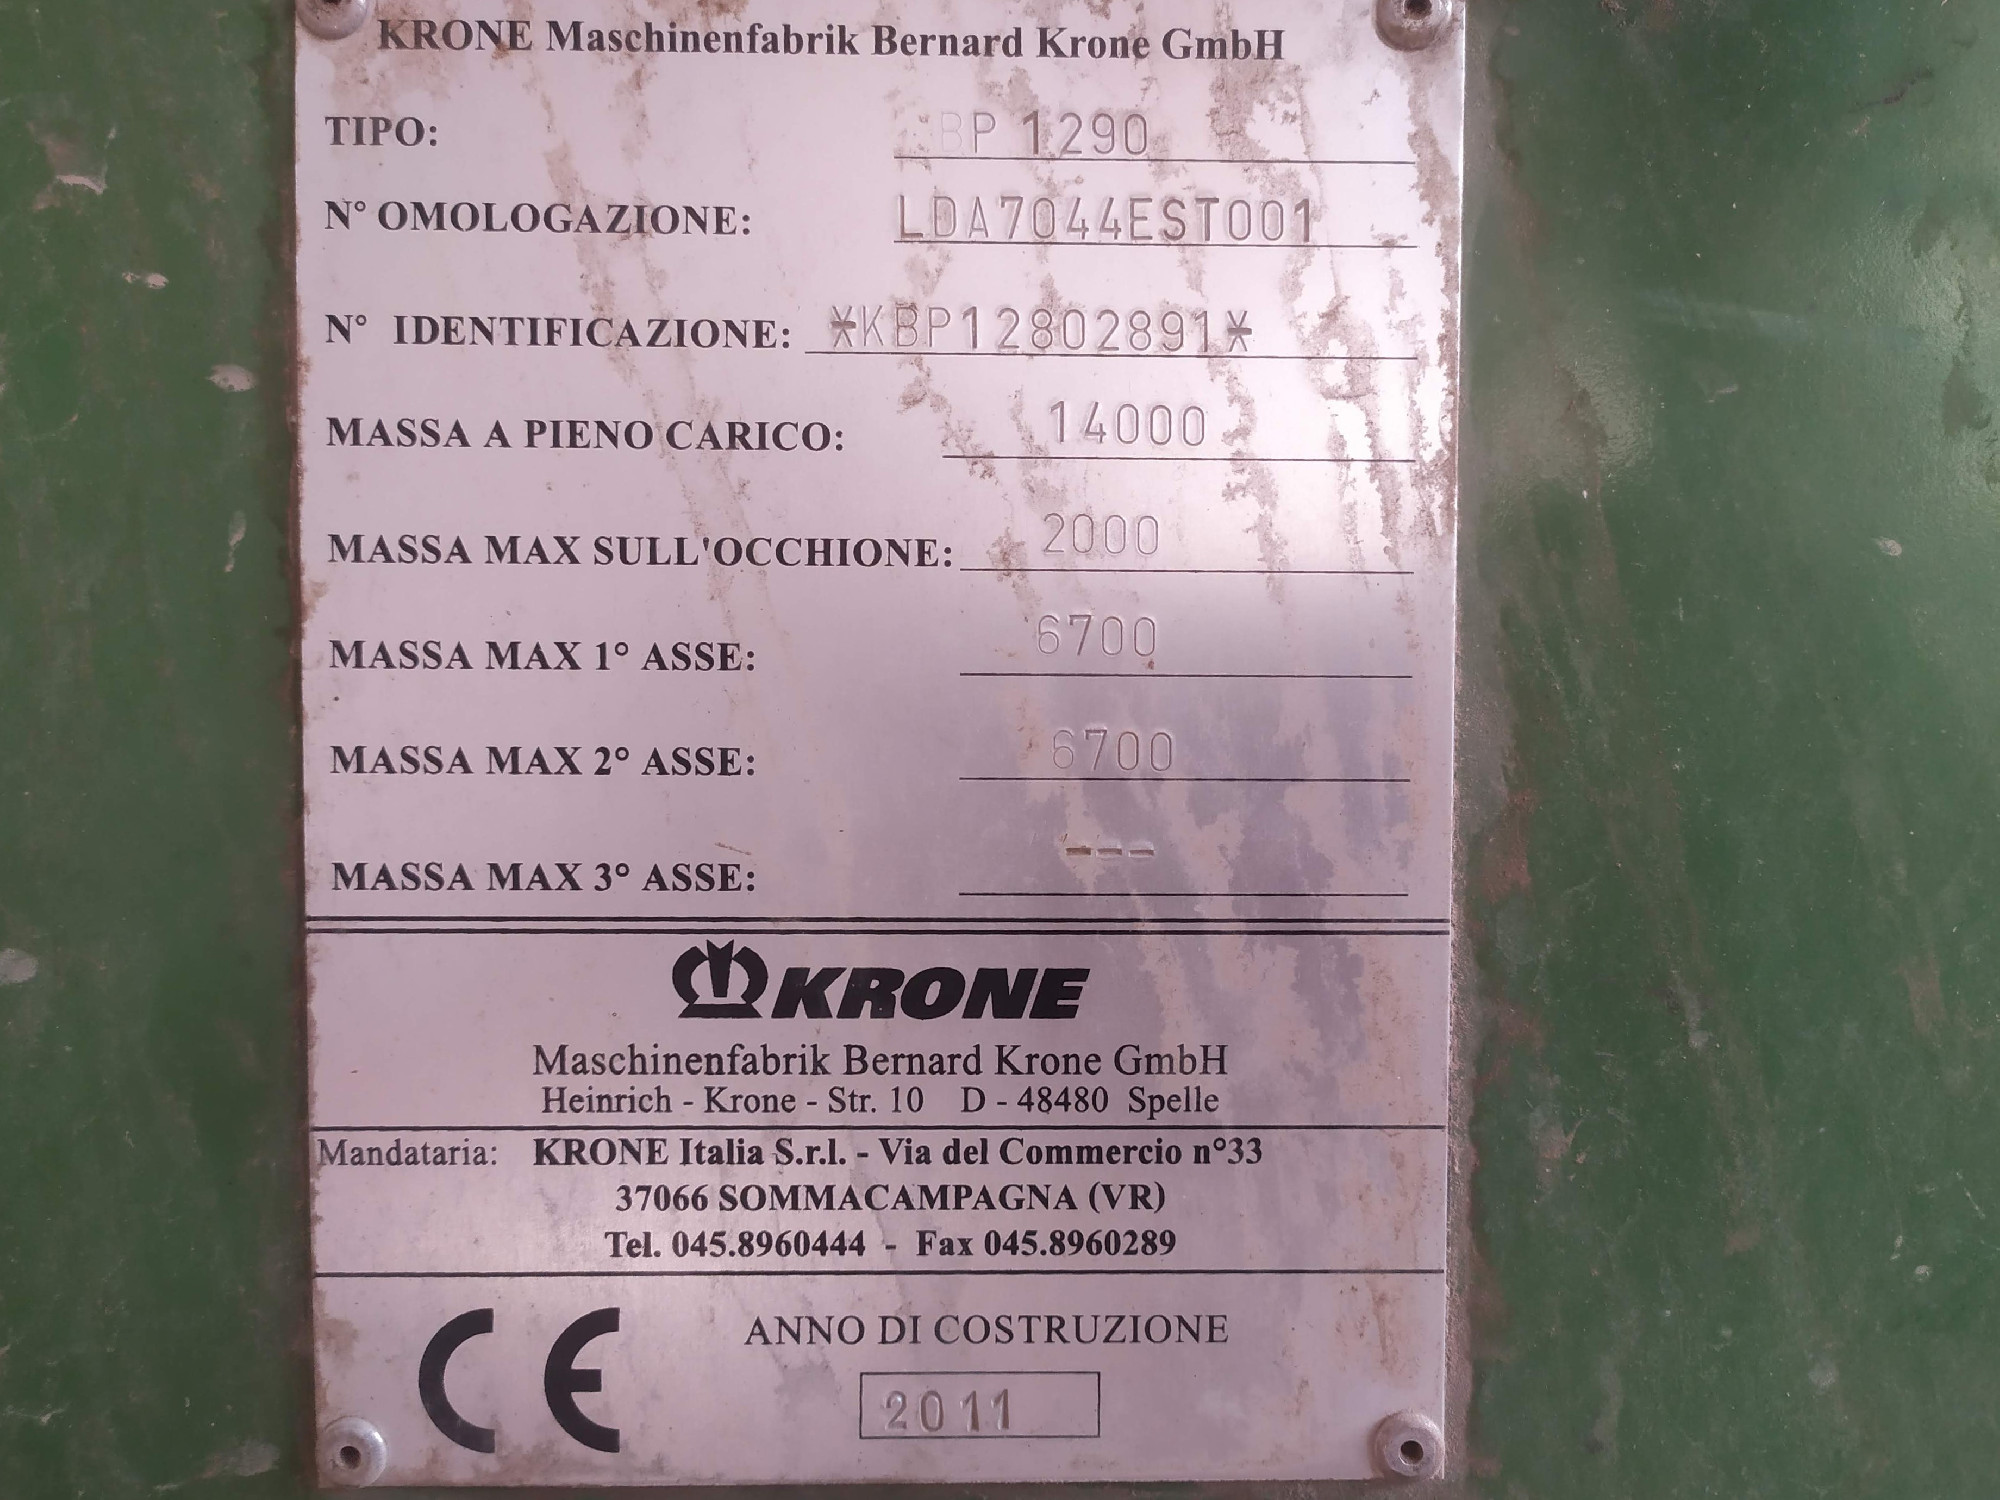 KRONE Maschinenfabrik Bernard Krone GmbH
TIPO: BP 1290
N° OMOLOGAZIONE: LDA7044EST001
N° IDENTIFICAZIONE: *KBP12802891*
MASSA A PIENO CARICO: 14000
MASSA MAX SULL'OCCHIONE: 2000
MASSA MAX 1° ASSE: 6700
MASSA MAX 2° ASSE: 6700
MASSA MAX 3° ASSE: ---
KRONE
Maschinenfabrik Bernard Krone GmbH
Heinrich - Krone - Str. 10 D - 48480 Spelle
Mandataria: KRONE Italia S.r.l. - Via del Commercio n°33
37066 SOMMACAMPAGNA (VR)
Tel. 045.8960444 - Fax 045.8960289
CE ANNO DI COSTRUZIONE
2011